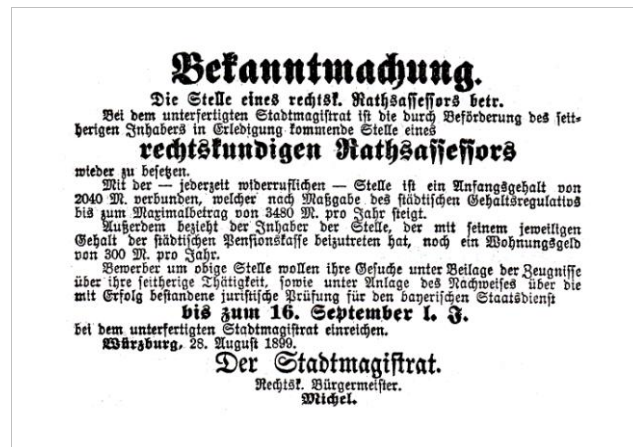 Bekanntmachung.
Die Stelle eines rechtsk. Rathsassessors betr.
Bei dem unterfertigten Stadtmagistrat ist die durch Beförderung des seit-
herigen Inhabers in Erledigung kommende Stelle eines
rechtskundigen Rathsassessors
wieder zu besetzen.
Mit der — jederzeit widerruflichen — Stelle ist ein Anfangsgehalt von
2040 M. verbunden, welcher nach Maßgabe des städtischen Gehaltsregulativs
bis zum Maximalbetrag von 3480 M. pro Jahr steigt.
Außerdem bezieht der Inhaber der Stelle, der mit seinem jeweiligen
Gehalt der städtischen Pensionskasse beizutreten hat, noch ein Wohnungsgeld
von 300 M. pro Jahr.
Bewerber um obige Stelle wollen ihre Gesuche unter Beilage der Zeugnisse
über ihre seitherige Thätigkeit, sowie unter Anlage des Nachweises über die
mit Erfolg bestandene juristische Prüfung für den bayerischen Staatsdienst
bis zum 16. September l. J.
bei dem unterfertigten Stadtmagistrat einreichen.
Würzburg, 28. August 1899.
Der Stadtmagistrat.
Rechtsk. Bürgermeister.
Michel.